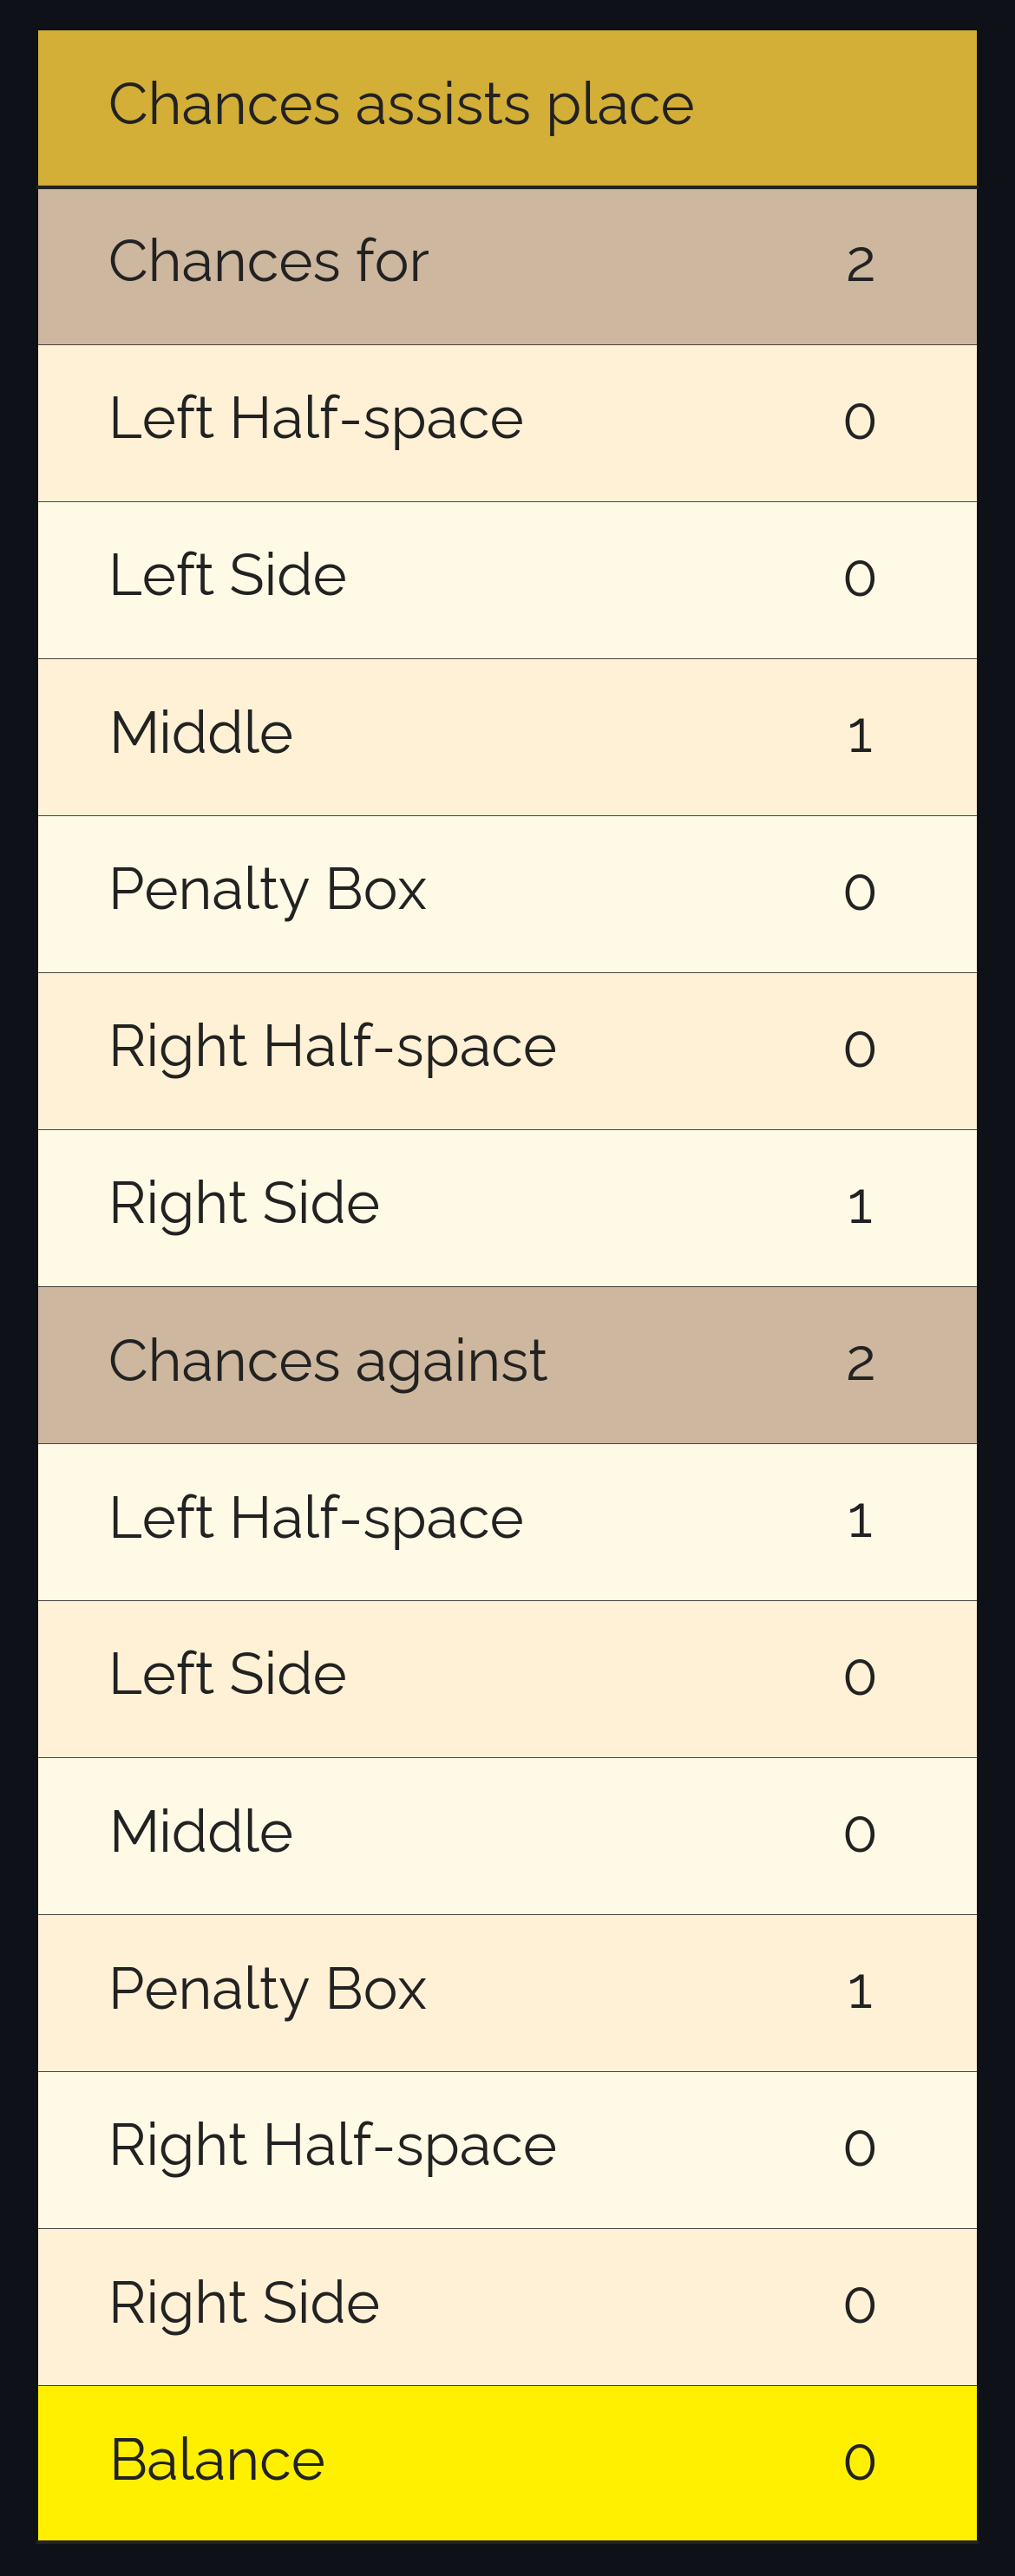 Chances assists place
Chances for 2
Left Half-space 0
Left Side 0
Middle 1
Penalty Box 0
Right Half-space 0
Right Side 1
Chances against 2
Left Half-space 1
Left Side 0
Middle 0
Penalty Box 1
Right Half-space 0
Right Side 0
Balance 0